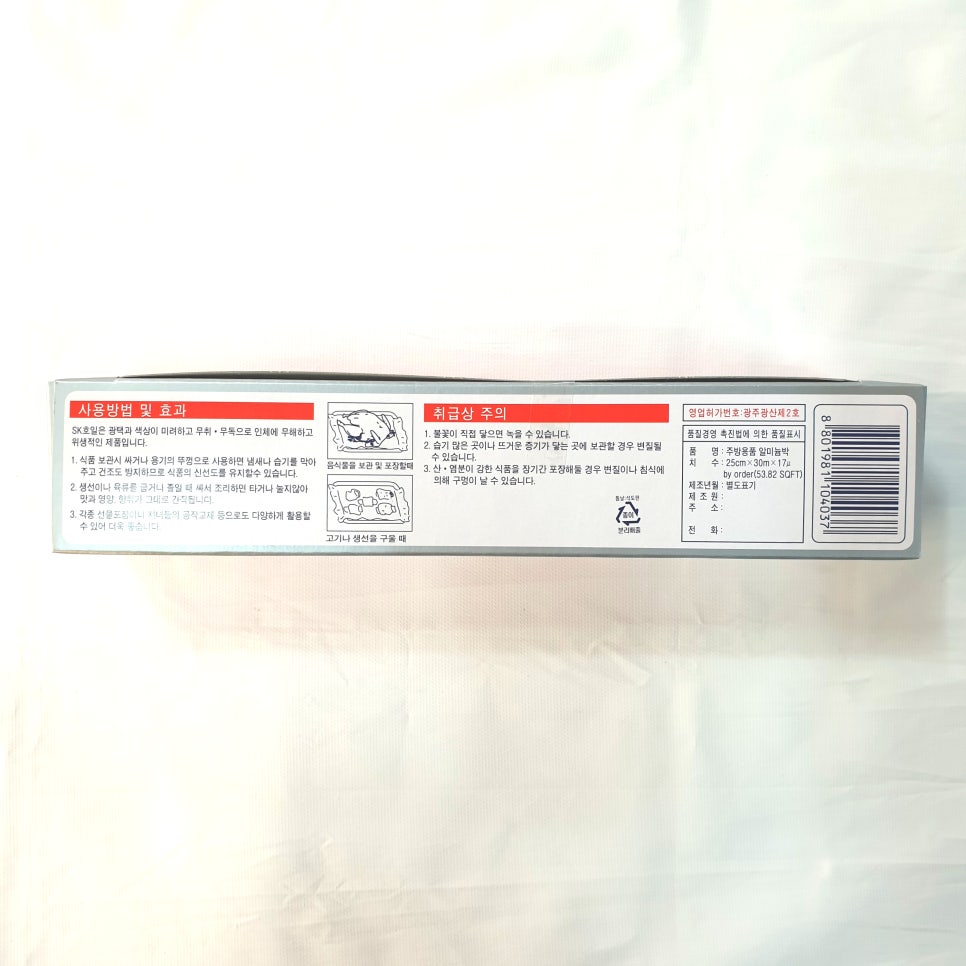 사용방법 및 효과
SK호일은 광택과 색상이 미려하고 무취·무독으로 인체에 무해하고
위생적인 제품입니다.
1. 식품 보관시 싸거나 용기의 뚜껑으로 사용하면 냄새나 습기를 막아
주고 건조도 방지하므로 식품의 신선도를 유지할수 있습니다.
2. 생선이나 육류를 굽거나 졸일 때 싸서 조리하면 타거나 눌지않아
맛과 영양, 향취가 그대로 간직됩니다.
3. 각종 선물포장이나 자녀들의 공작교재 등으로도 다양하게 활용할
수 있어 더욱 좋습니다.
음식물을 보관 및 포장할때
고기나 생선을 구울 때
취급상 주의
1. 불꽃이 직접 닿으면 녹을 수 있습니다.
2. 습기 많은 곳이나 뜨거운 증기가 닿는 곳에 보관할 경우 변질될
수 있습니다.
3. 산·염분이 강한 식품을 장기간 포장해둘 경우 변질이나 침식에
의해 구멍이 날 수 있습니다.
종이
분리배출
영업허가번호:광주광산제2호
품질경영 촉진법에 의한 품질표시
품 명 : 주방용품 알미늄박
치 수 : 25cm×30m×17μ
by order(53.82 SQFT)
제조년월 : 별도표기
제 조 원 :
주 소 :
전 화 :
8 801981 104037